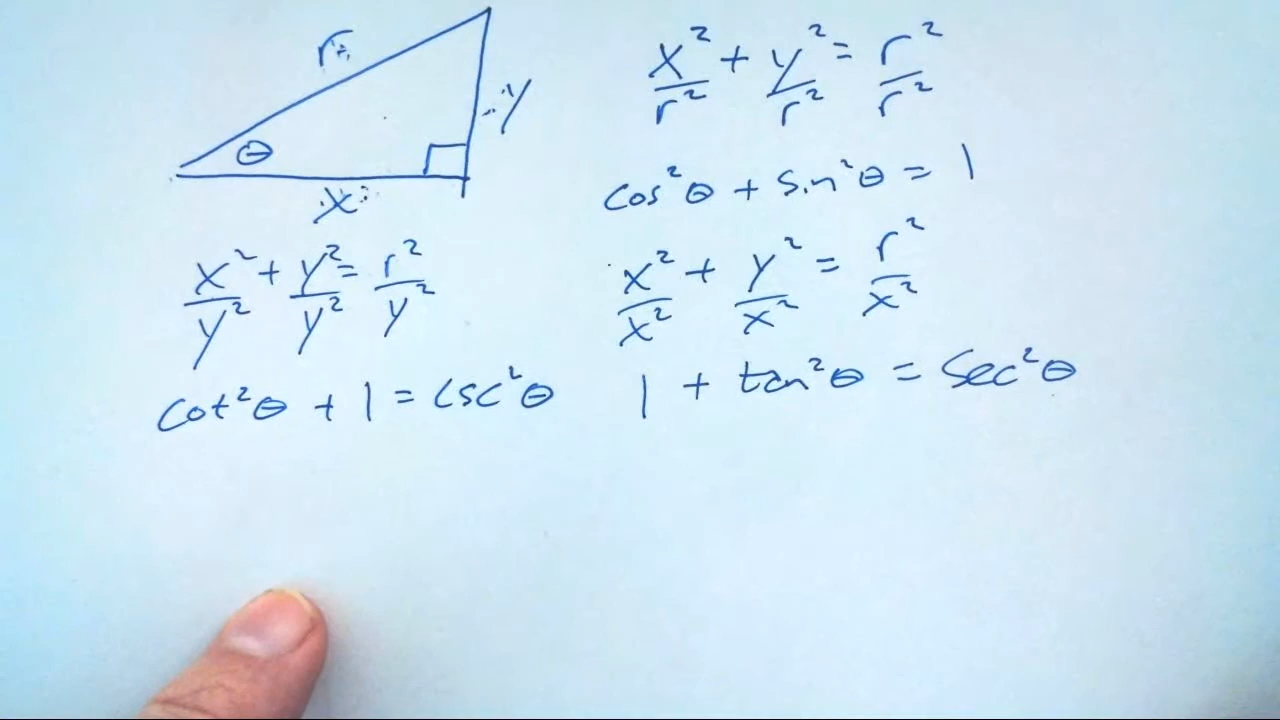 r
θ
y
x
x²/r² + y²/r² = r²/r²
cos²θ + sin²θ = 1
x²/y² + y²/y² = r²/y²
cot²θ + 1 = csc²θ
x²/x² + y²/x² = r²/x²
1 + tan²θ = sec²θ